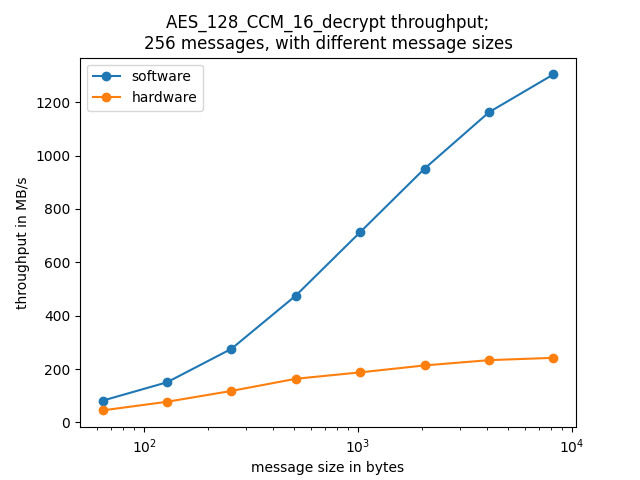 AES_128_CCM_16_decrypt throughput;
256 messages, with different message sizes
software
hardware
1200
1000
800
600
400
200
0
throughput in MB/s
10²
10³
10⁴
message size in bytes